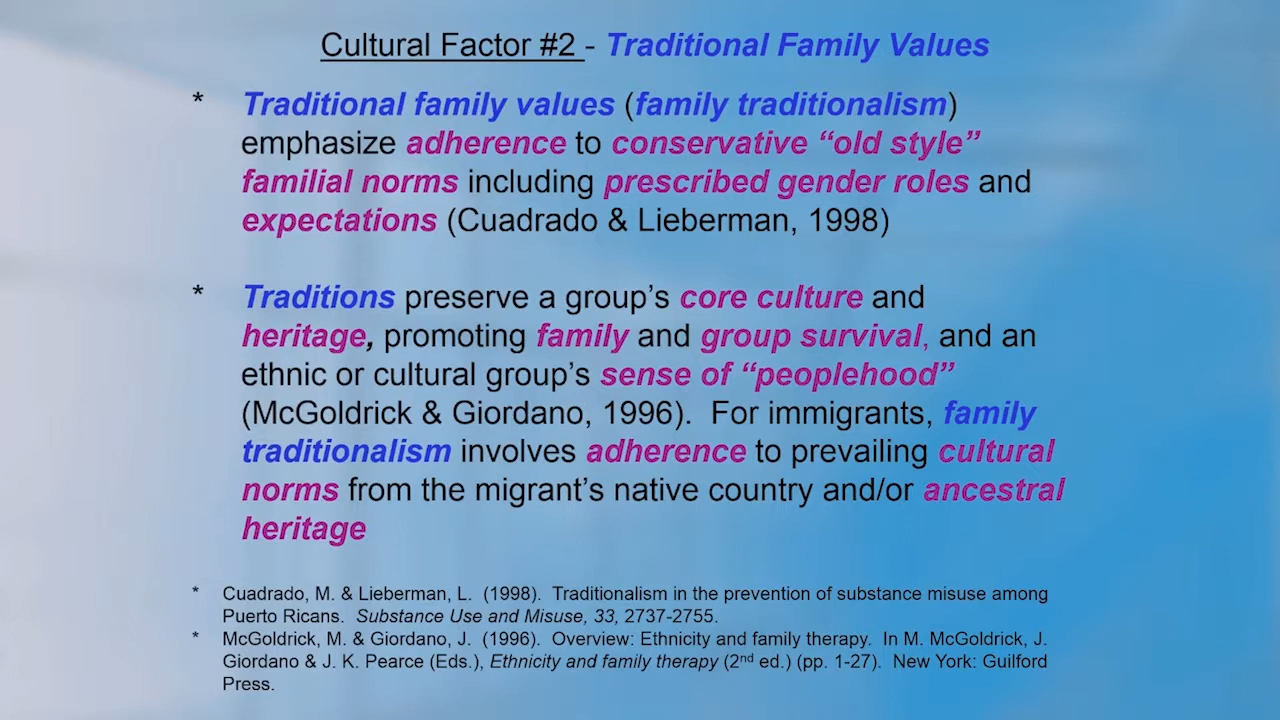 Cultural Factor #2 - Traditional Family Values
* Traditional family values (family traditionalism)
emphasize adherence to conservative “old style”
familial norms including prescribed gender roles and
expectations (Cuadrado & Lieberman, 1998)
* Traditions preserve a group’s core culture and
heritage, promoting family and group survival, and an
ethnic or cultural group’s sense of “peoplehood”
(McGoldrick & Giordano, 1996).  For immigrants, family
traditionalism involves adherence to prevailing cultural
norms from the migrant’s native country and/or ancestral
heritage
* Cuadrado, M. & Lieberman, L.  (1998).  Traditionalism in the prevention of substance misuse among
Puerto Ricans.  Substance Use and Misuse, 33, 2737-2755.
* McGoldrick, M. & Giordano, J.  (1996).  Overview: Ethnicity and family therapy.  In M. McGoldrick, J.
Giordano & J. K. Pearce (Eds.), Ethnicity and family therapy (2nd ed.) (pp. 1-27).  New York: Guilford
Press.